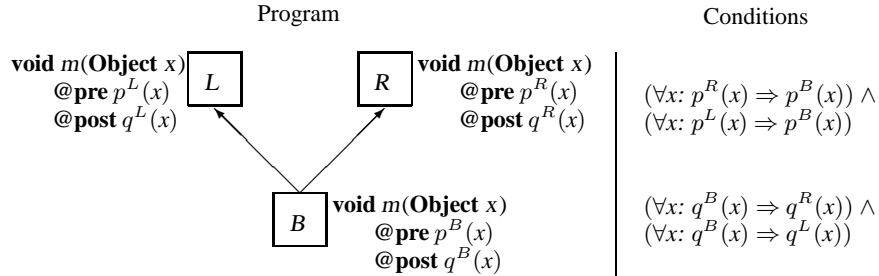 Program
Conditions
void m(Object x)
@pre p^L(x)
@post q^L(x)
L
R
void m(Object x)
@pre p^R(x)
@post q^R(x)
(∀x: p^R(x) ⇒ p^B(x)) ∧
(∀x: p^L(x) ⇒ p^B(x))
B
void m(Object x)
@pre p^B(x)
@post q^B(x)
(∀x: q^B(x) ⇒ q^R(x)) ∧
(∀x: q^B(x) ⇒ q^L(x))